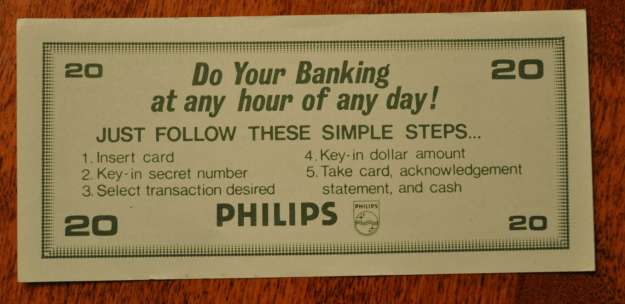 20 20
Do Your Banking
at any hour of any day!
JUST FOLLOW THESE SIMPLE STEPS...
1. Insert card
2. Key-in secret number
3. Select transaction desired
4. Key-in dollar amount
5. Take card, acknowledgement
statement, and cash
20 PHILIPS PHILIPS 20